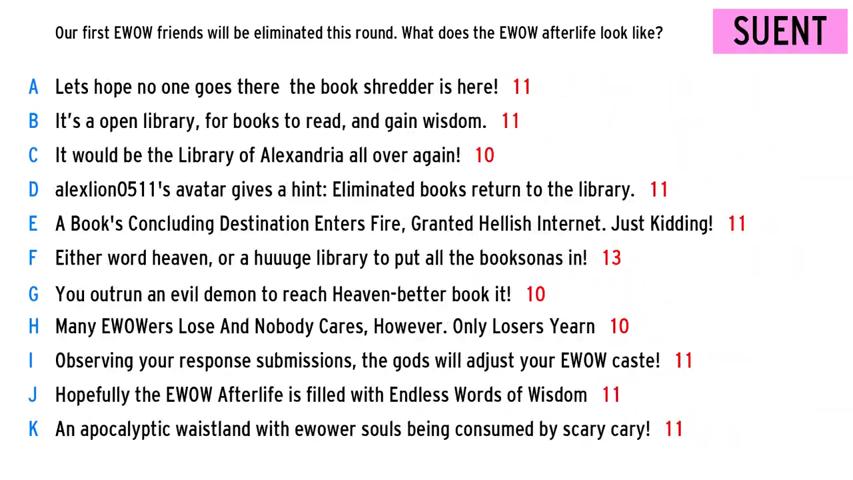 Our first EWOW friends will be eliminated this round. What does the EWOW afterlife look like?
SUENT
A Lets hope no one goes there the book shredder is here! 11
B It's a open library, for books to read, and gain wisdom. 11
C It would be the Library of Alexandria all over again! 10
D alexlion0511's avatar gives a hint: Eliminated books return to the library. 11
E A Book's Concluding Destination Enters Fire, Granted Hellish Internet. Just Kidding! 11
F Either word heaven, or a huuuge library to put all the booksonas in! 13
G You outrun an evil demon to reach Heaven-better book it! 10
H Many EWOWers Lose And Nobody Cares, However. Only Losers Yearn 10
I Observing your response submissions, the gods will adjust your EWOW caste! 11
J Hopefully the EWOW Afterlife is filled with Endless Words of Wisdom 11
K An apocalyptic waistland with ewower souls being consumed by scary cary! 11